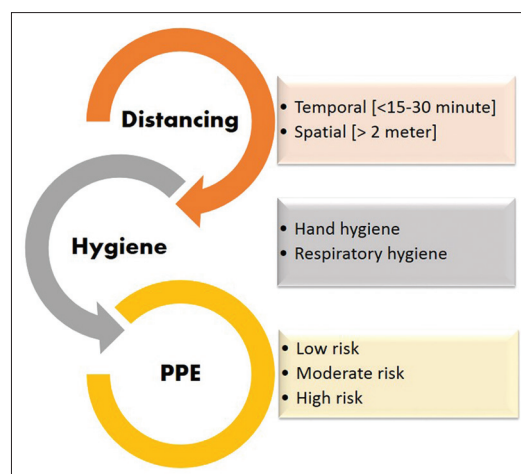 Distancing
• Temporal [<15-30 minute]
• Spatial [> 2 meter]
Hygiene
• Hand hygiene
• Respiratory hygiene
PPE
• Low risk
• Moderate risk
• High risk